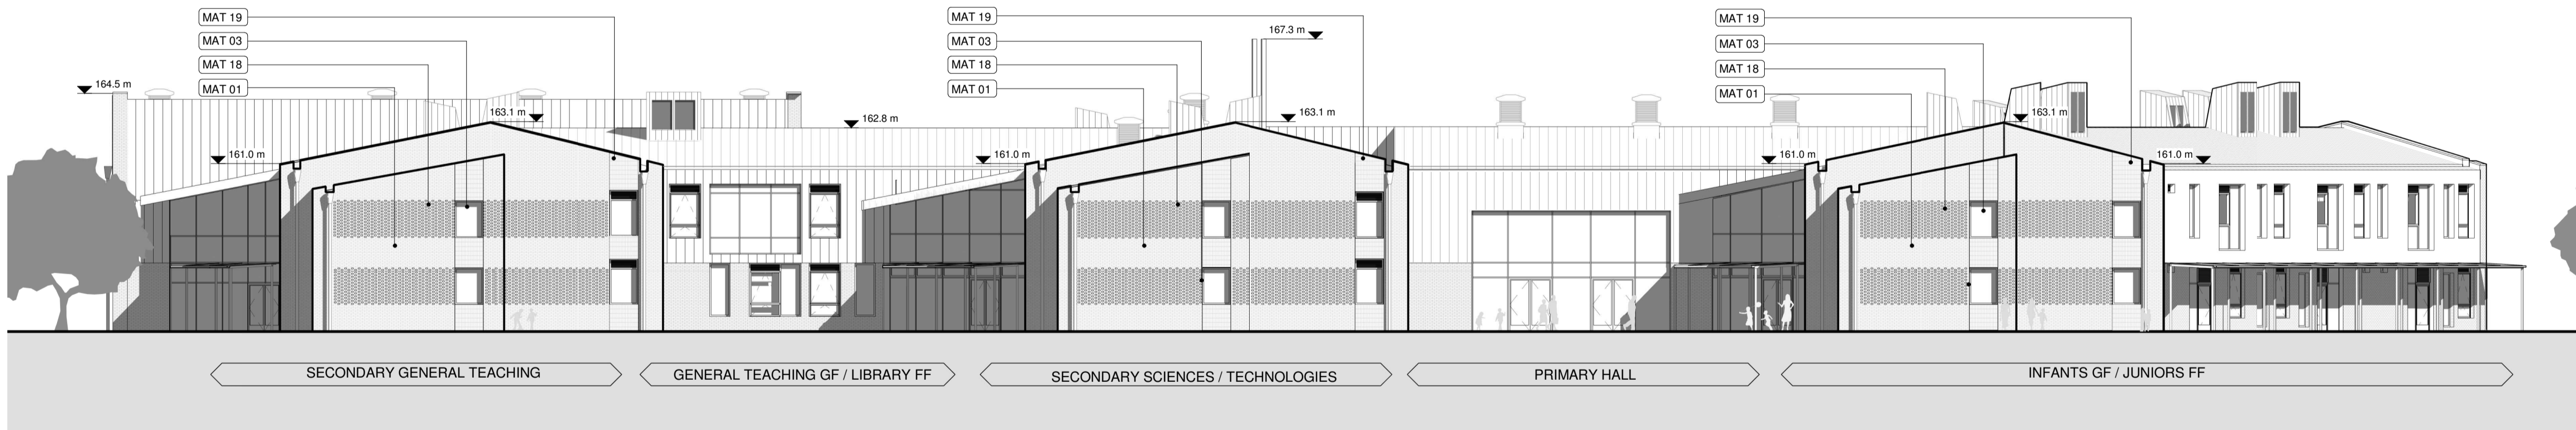 MAT 19
MAT 03
MAT 18
MAT 01
164.5 m
163.1 m
161.0 m
162.8 m
MAT 19
MAT 03
MAT 18
MAT 01
167.3 m
163.1 m
161.0 m
MAT 19
MAT 03
MAT 18
MAT 01
163.1 m
161.0 m
161.0 m
SECONDARY GENERAL TEACHING
GENERAL TEACHING GF / LIBRARY FF
SECONDARY SCIENCES / TECHNOLOGIES
PRIMARY HALL
INFANTS GF / JUNIORS FF